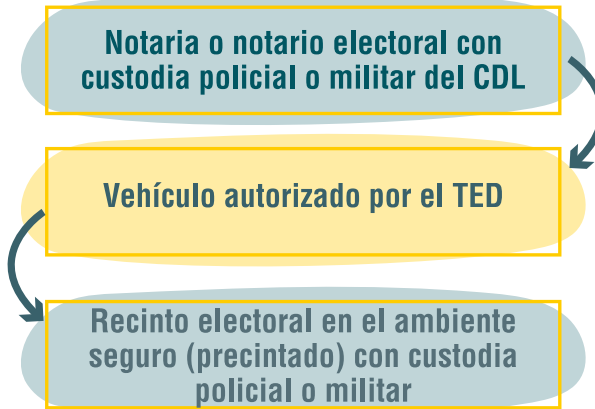 Notaria o notario electoral con
custodia policial o militar del CDL
Vehículo autorizado por el TED
Recinto electoral en el ambiente
seguro (precintado) con custodia
policial o militar